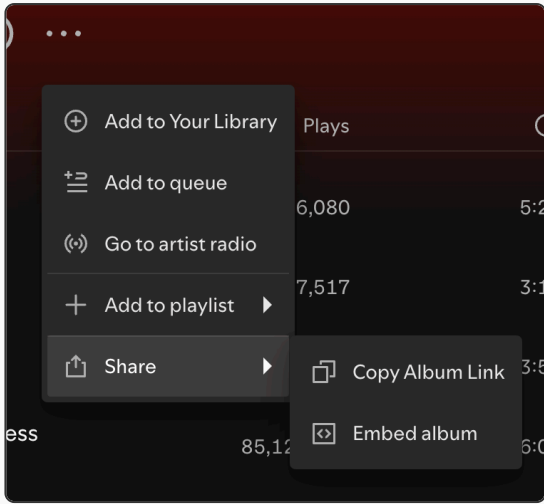 Add to Your Library
Plays
Add to queue
6,080
Go to artist radio
7,517
Add to playlist
Share
Copy Album Link
Embed album
ess
85,12